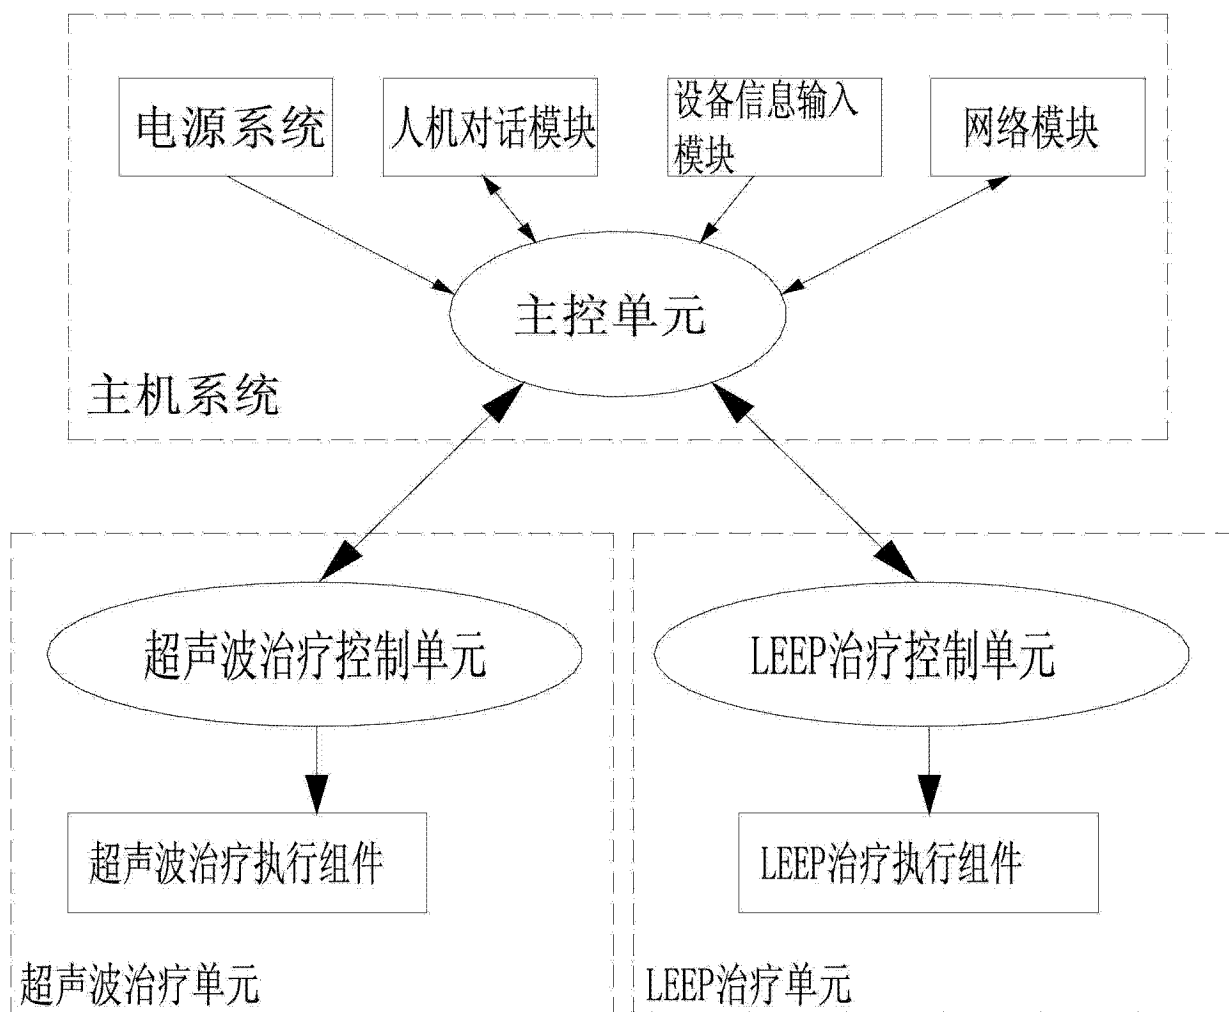 电源系统
人机对话模块
设备信息输入
模块
网络模块
主控单元
主机系统
超声波治疗控制单元
LEEP治疗控制单元
超声波治疗执行组件
LEEP治疗执行组件
超声波治疗单元
LEEP治疗单元